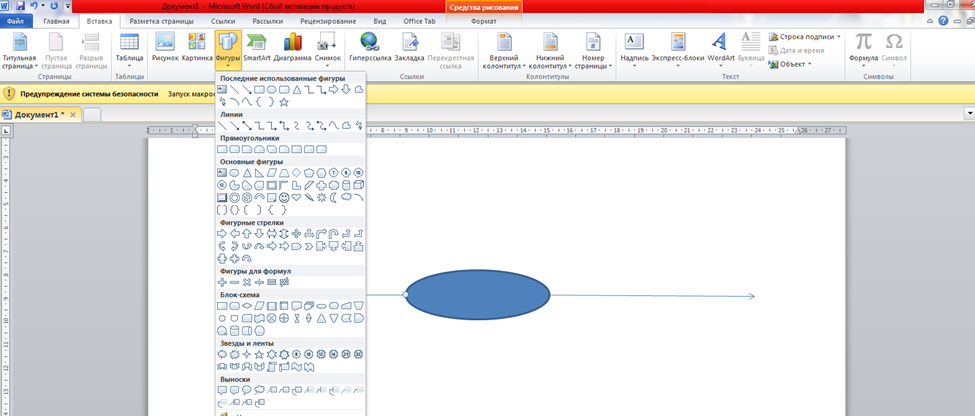 Документ1 - Microsoft Word (Сбой активации продукта)
Средства рисования
Файл Главная Вставка Разметка страницы Ссылки Рассылки Рецензирование Вид Office Tab Формат
Титульная страница Пустая страница Разрыв страницы
Страницы
Таблица
Таблицы
Рисунок Картинка Фигуры SmartArt Диаграмма Снимок
Гиперссылка Закладка Перекрестная ссылка
Ссылки
Верхний колонтитул Нижний колонтитул Номер страницы
Колонтитулы
Надпись Экспресс-блоки WordArt Буквица
Строка подписи
Дата и время
Объект
Текст
Формула Символ
Символы
Предупреждение системы безопасности Запуск макро
Документ1 *
Последние использованные фигуры
Линии
Прямоугольники
Основные фигуры
Фигурные стрелки
Фигуры для формул
Блок-схема
Звезды и ленты
Выноски